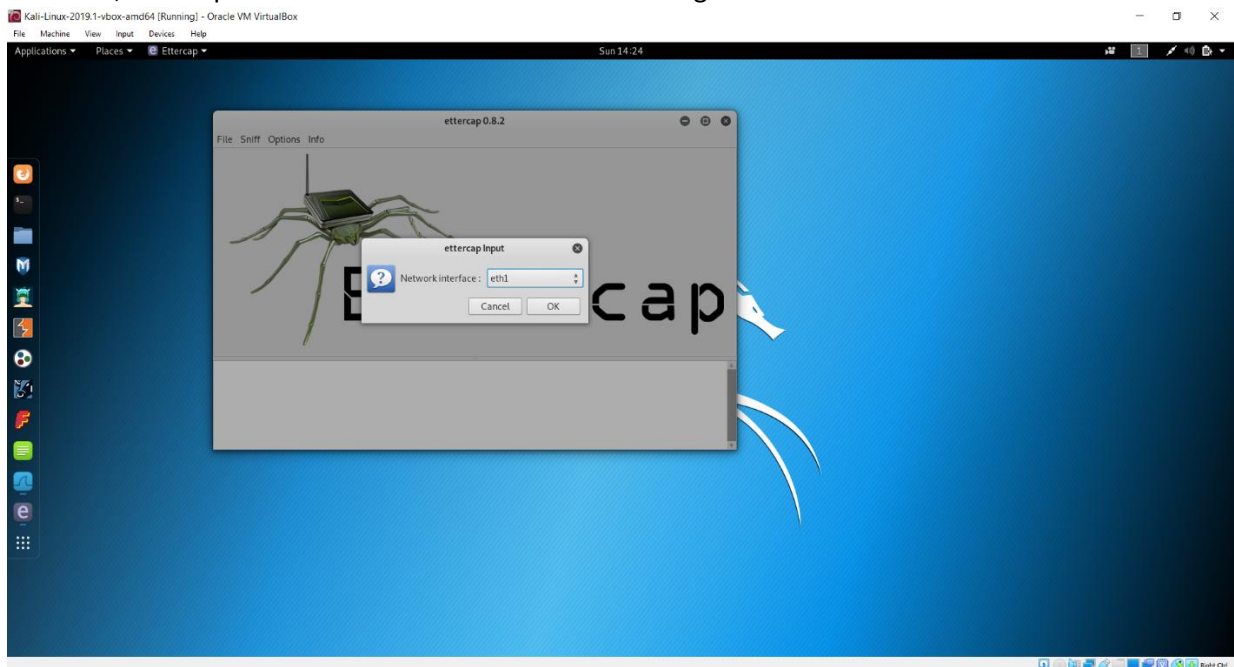 Kali-Linux-2019.1-vbox-amd64 [Running] - Oracle VM VirtualBox
File Machine View Input Devices Help
Applications Places Ettercap Sun 14:24 1
ettercap 0.8.2
File Sniff Options Info
ettercap Input
Network interface : eth1
Cancel OK
E cap
Right Ctrl